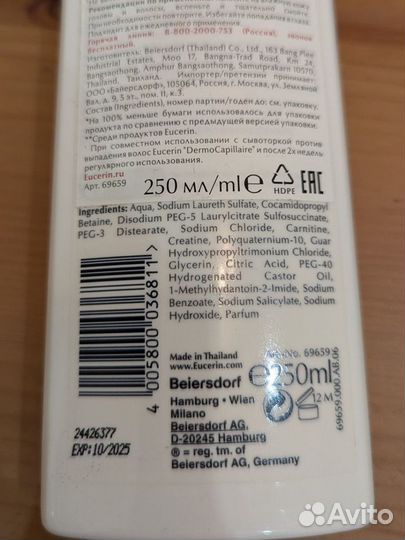 Рекомендации по применению:
головы и волосы, вспеньте и тщательно смойте.
При необходимости повторите. Избегайте попадания в глаза.
Подходит для ежедневного применения.
Горячая линия: 8-800-2000-753 (Россия), звонок
бесплатный.
Изготовитель: Beiersdorf (Thailand) Co., Ltd., 163 Bang Plee
Industrial Estates, Moo 17, Bangna-Trad Road, Km 24,
Amphur Bangsaothong, Samutprakarn 10570,
Thailand, Таиланд. Импортер/претензии принимает:
ООО «Байерсдорф», 105064, Россия, г. Москва, ул. Земляной
Вал, д. 9, 5 эт., пом. II, к. 3.
Состав (Ingredients), номер партии/годен до: см. упаковку.
*На 100% меньше бумаги использовалось для упаковки
продукта по сравнению с предыдущей версией упаковки.
**Среди продуктов Eucerin.
¹ При совместном использовании с сывороткой против
выпадения волос Eucerin "DermoCapillaire" после 2х недель
регулярного использования.
Eucerin.ru
Арт. 69659
250 мл/ml e HDPE EAC
Ingredients: Aqua, Sodium Laureth Sulfate, Cocamidopropyl
Betaine, Disodium PEG-5 Laurylcitrate Sulfosuccinate,
PEG-3 Distearate, Sodium Chloride, Carnitine,
Creatine, Polyquaternium-10, Guar
Hydroxypropyltrimonium Chloride,
Glycerin, Citric Acid, PEG-40
Hydrogenated Castor Oil,
1-Methylhydantoin-2-Imide, Sodium
Benzoate, Sodium Salicylate, Sodium
Hydroxide, Parfum
4 005800 036811 >
Made in Thailand
www.Eucerin.com
Art.-No. 69659
Beiersdorf e 250ml
Hamburg • Wien
Milano
12 M
Beiersdorf AG,
D-20245 Hamburg
® = reg. tm. of
Beiersdorf AG, Germany
69659.000.AB.06
24426377
EXP: 10/2025
Avito